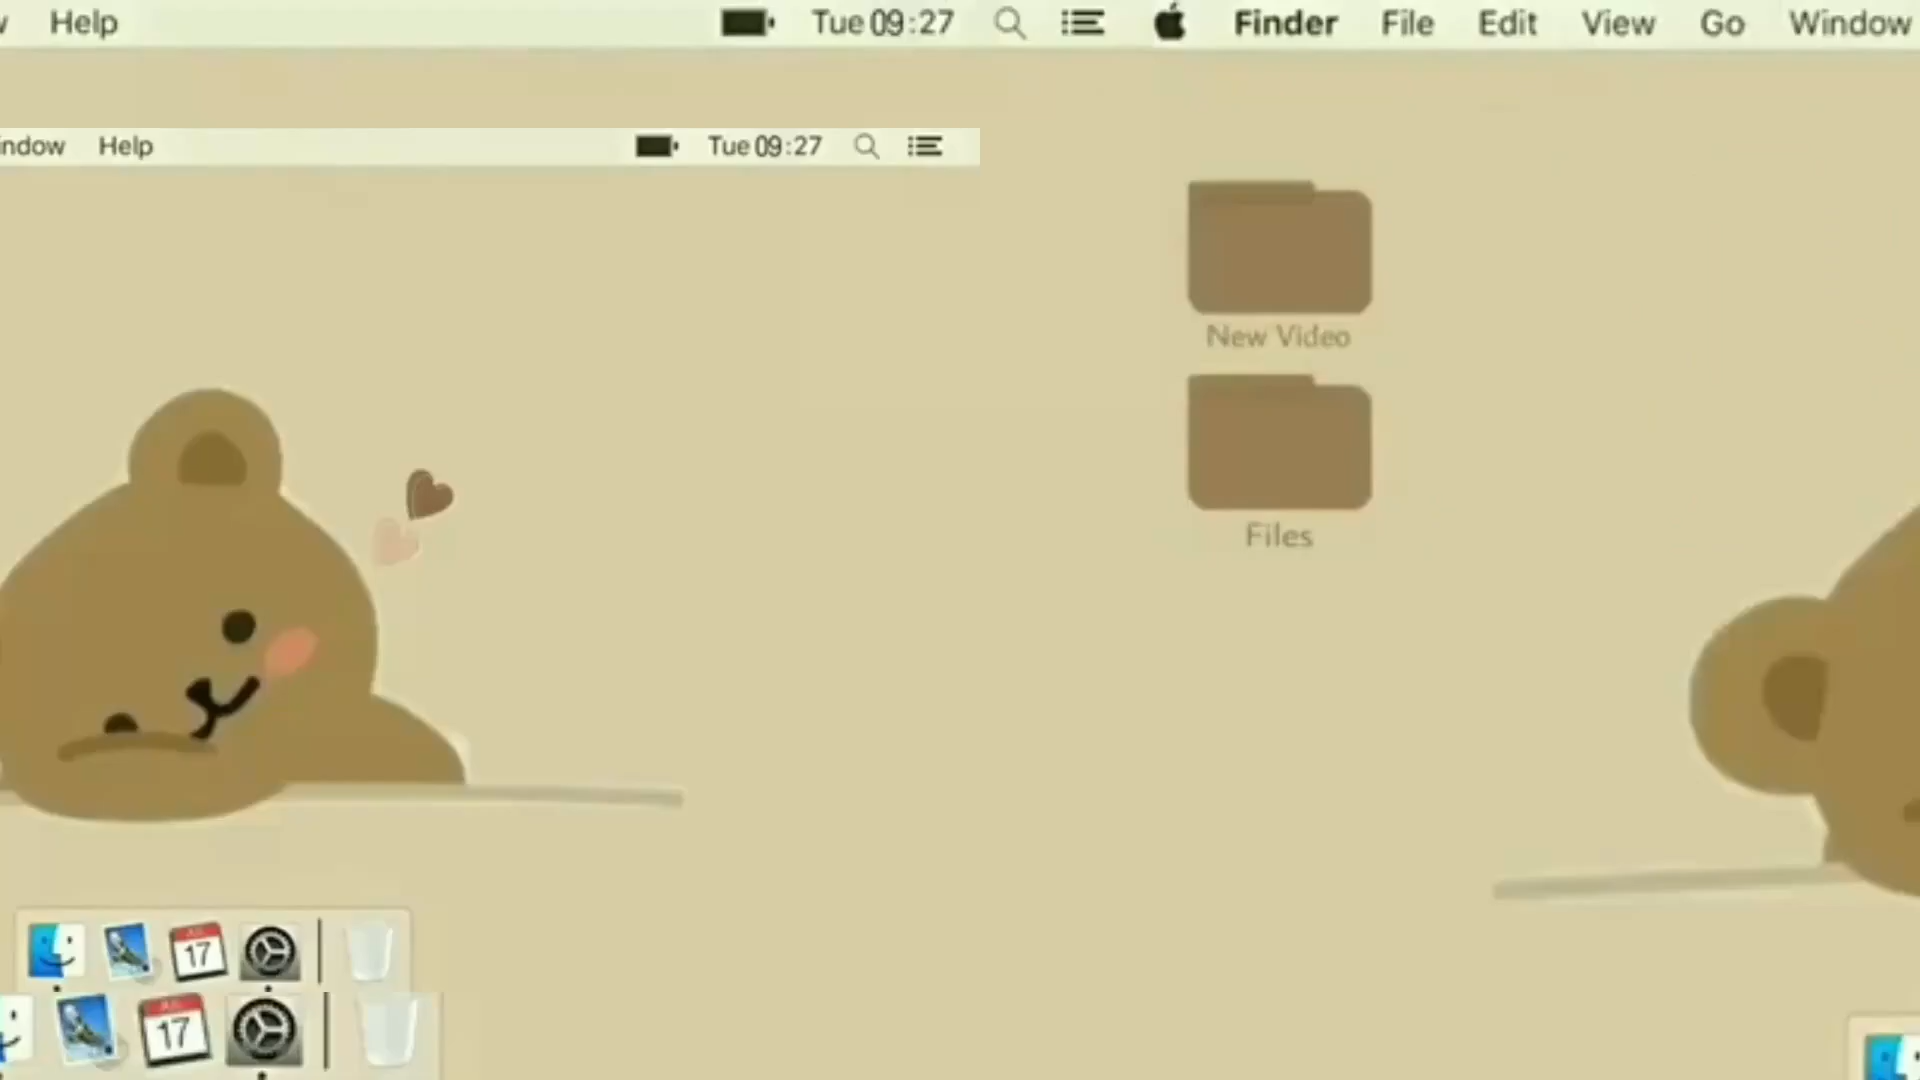 Help Tue 09:27 Finder File Edit View Go Window
indow Help Tue 09:27
New Video
Files
17
17